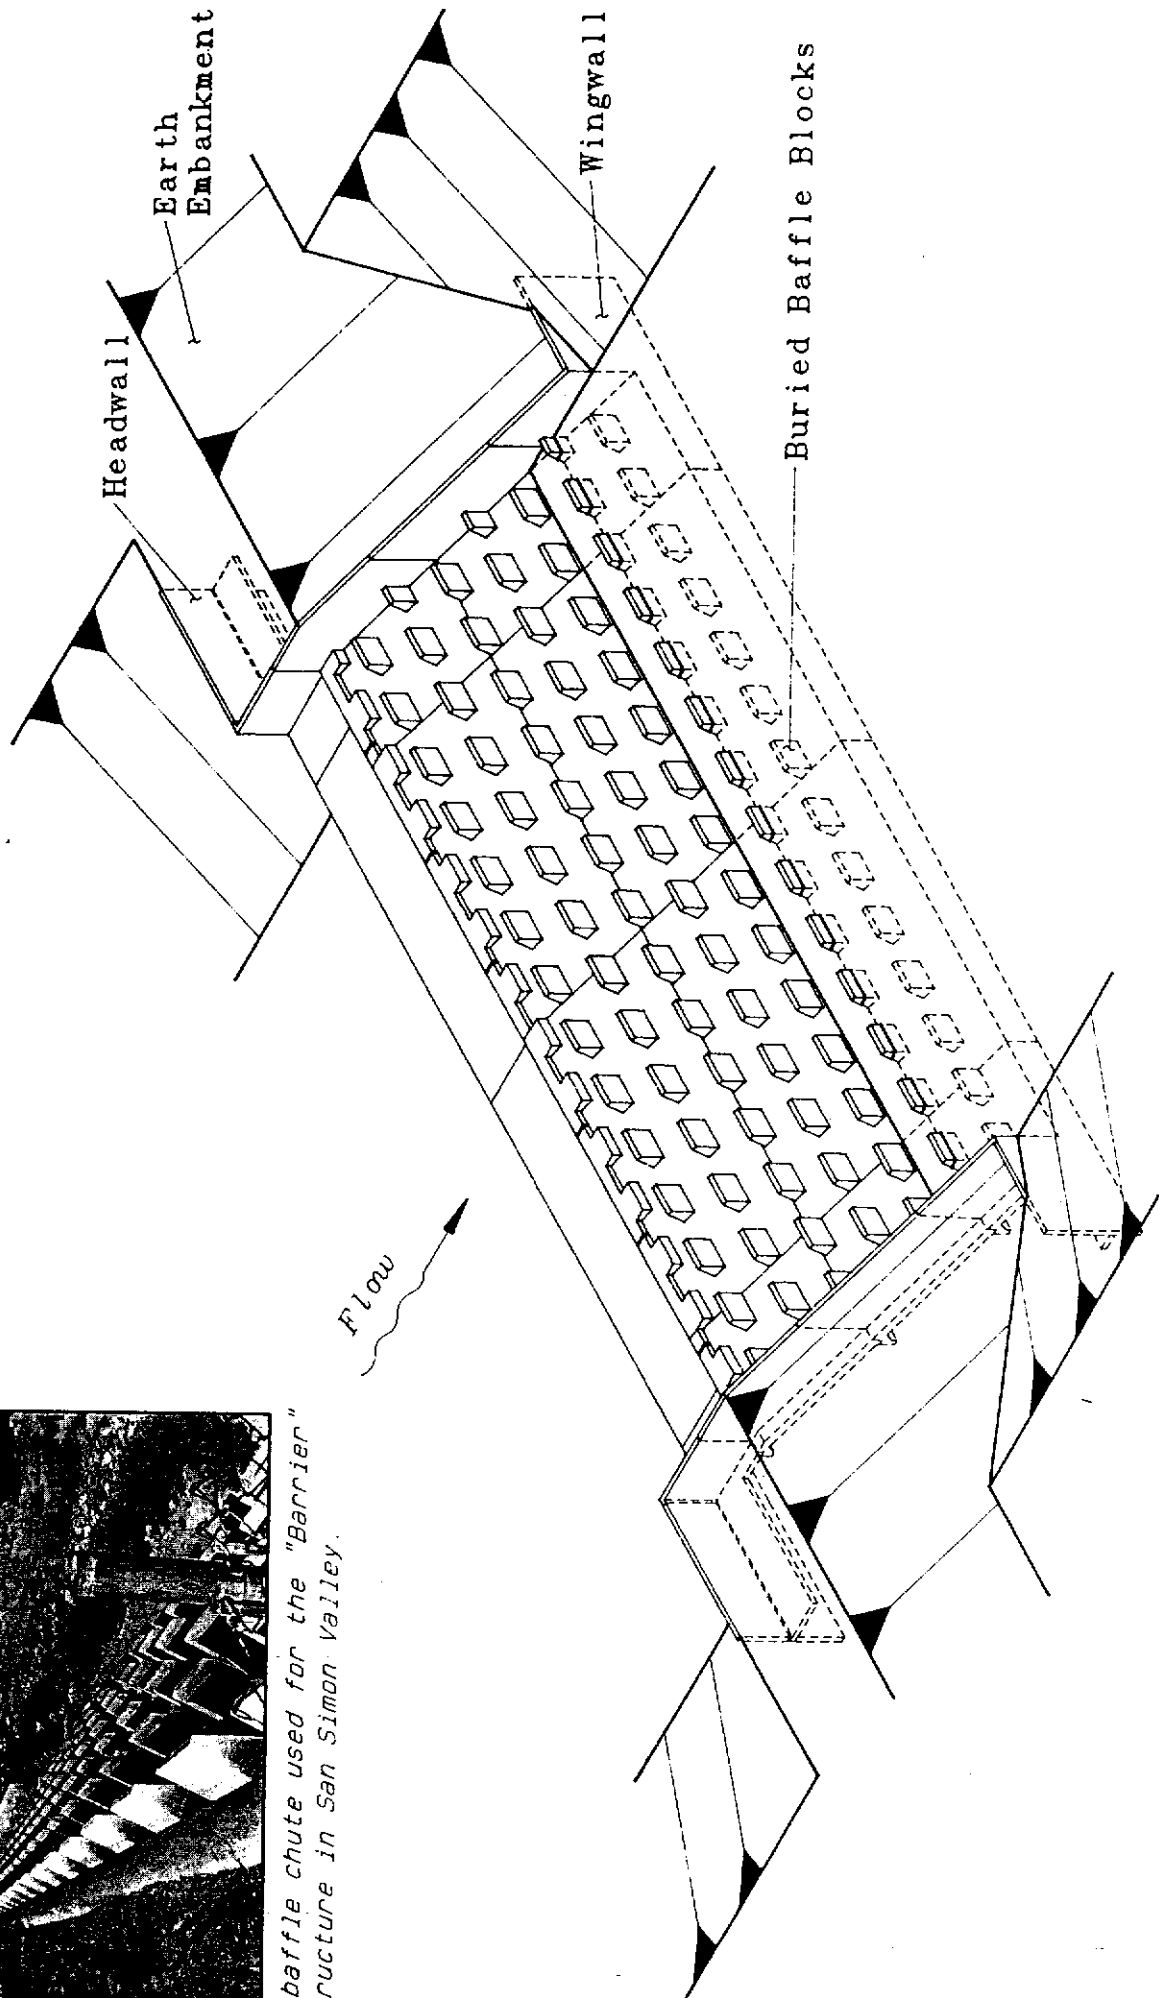 Earth
Embankment
Headwall
Wingwall
Buried Baffle Blocks
Flow
baffle chute used for the "Barrier"
ructure in San Simon Valley.